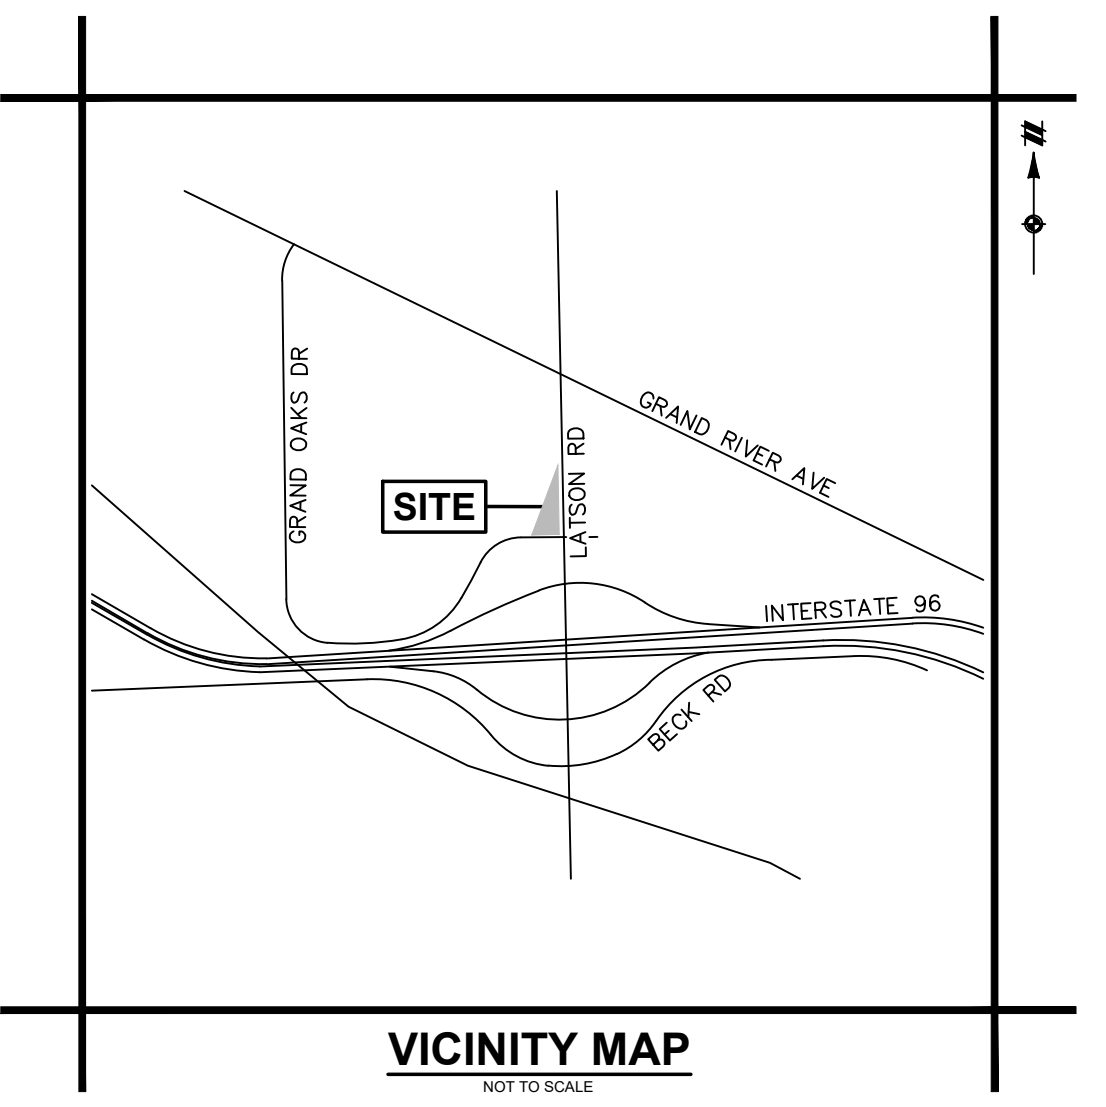 N
GRAND OAKS DR
GRAND RIVER AVE
LATSON RD
SITE
INTERSTATE 96
BECK RD
VICINITY MAP
NOT TO SCALE